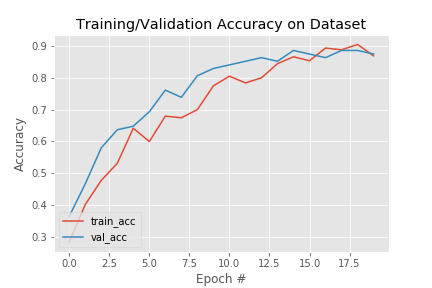 Training/Validation Accuracy on Dataset
Accuracy
0.9
0.8
0.7
0.6
0.5
0.4
0.3
train_acc
val_acc
0.0 2.5 5.0 7.5 10.0 12.5 15.0 17.5
Epoch #